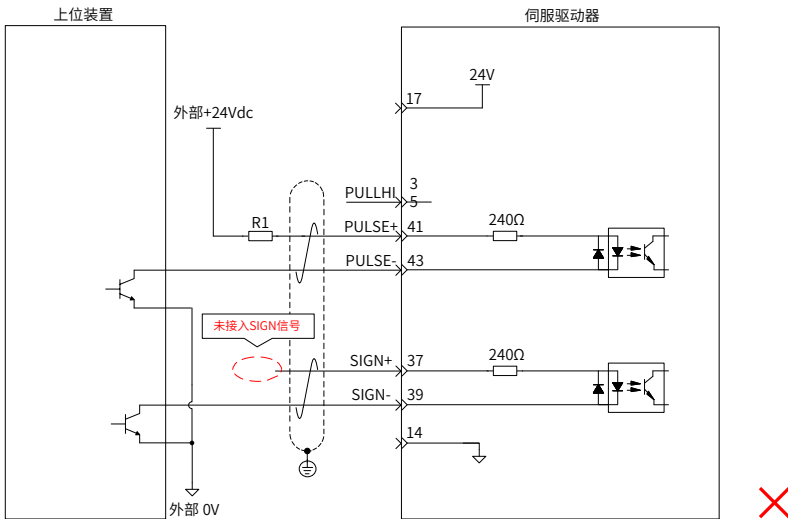 上位装置
伺服驱动器
24V
17
外部+24Vdc
3
PULLHI
5
R1
PULSE+
41
240Ω
PULSE-
43
未接入SIGN信号
SIGN+
37
240Ω
SIGN-
39
14
外部 0V